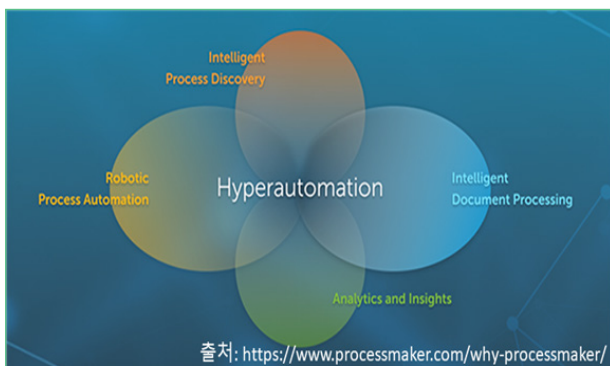 Intelligent
Process Discovery
Robotic
Process Automation
Hyperautomation
Intelligent
Document Processing
Analytics and Insights
출처: https://www.processmaker.com/why-processmaker/